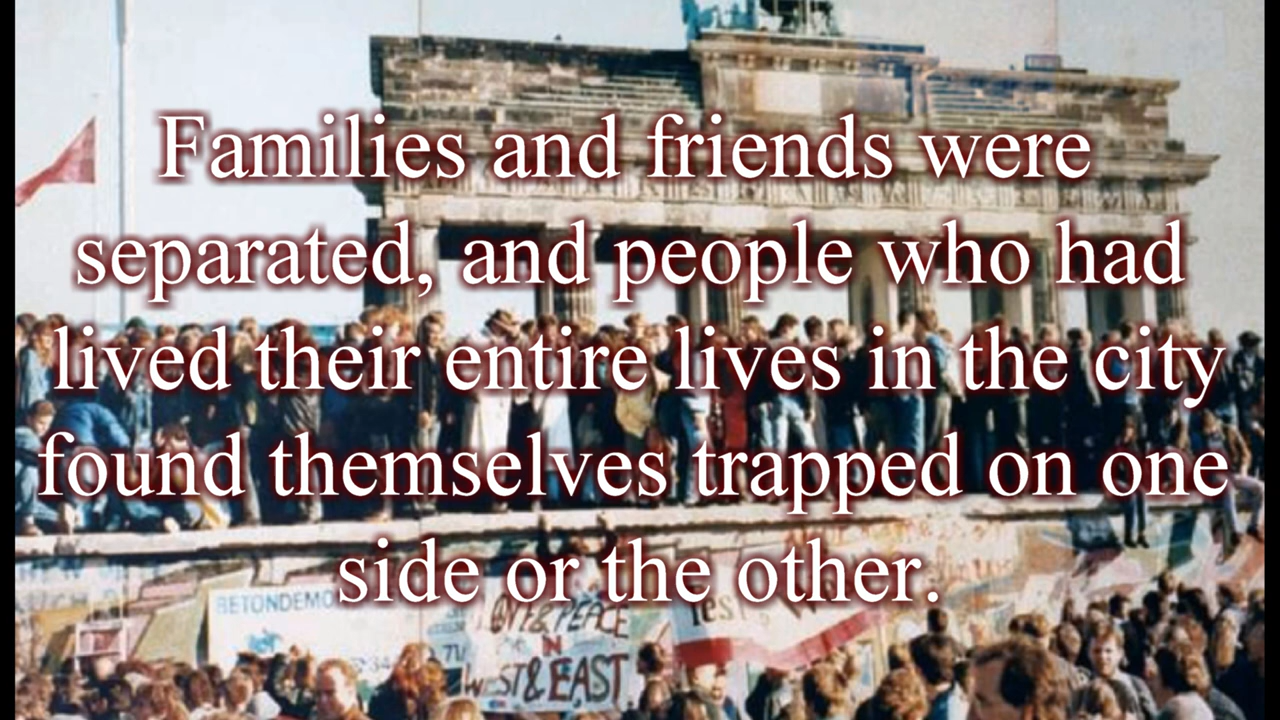 Families and friends were
separated, and people who had
lived their entire lives in the city
found themselves trapped on one
side or the other.
BETONDEMO
& PEACE
IN
WEST & EAST